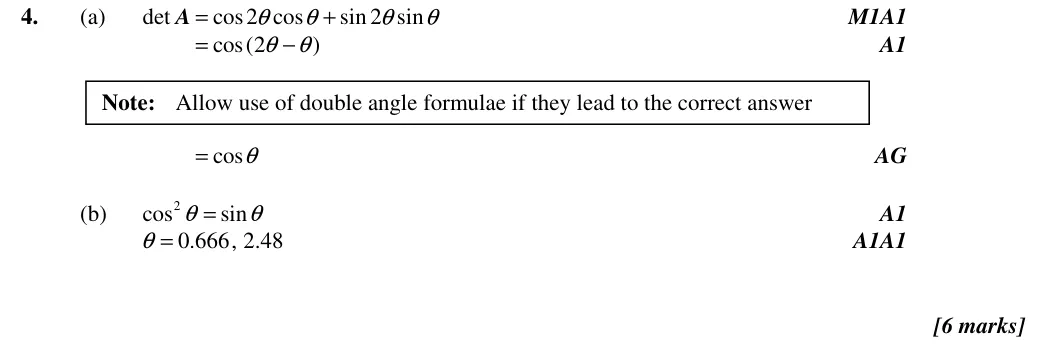 4. (a) det A = cos 2θ cos θ + sin 2θ sin θ M1A1
= cos (2θ − θ) A1
Note: Allow use of double angle formulae if they lead to the correct answer
= cos θ AG
(b) cos² θ = sin θ A1
θ = 0.666, 2.48 A1A1
[6 marks]